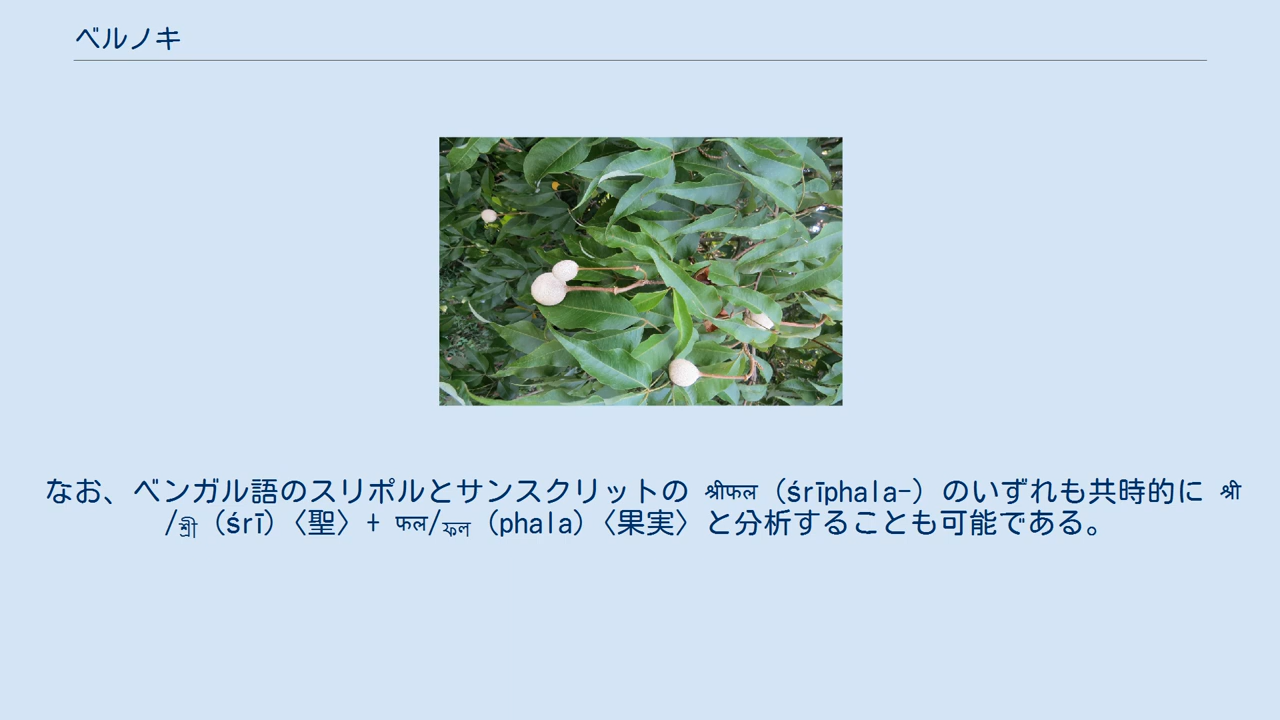 ベルノキ
なお、ベンガル語のスリポルとサンスクリットの श्रीफल（śrīphala-）のいずれも共時的に श्री
/শ্রী（śrī）〈聖〉+ फल/ফল（phala）〈果実〉と分析することも可能である。